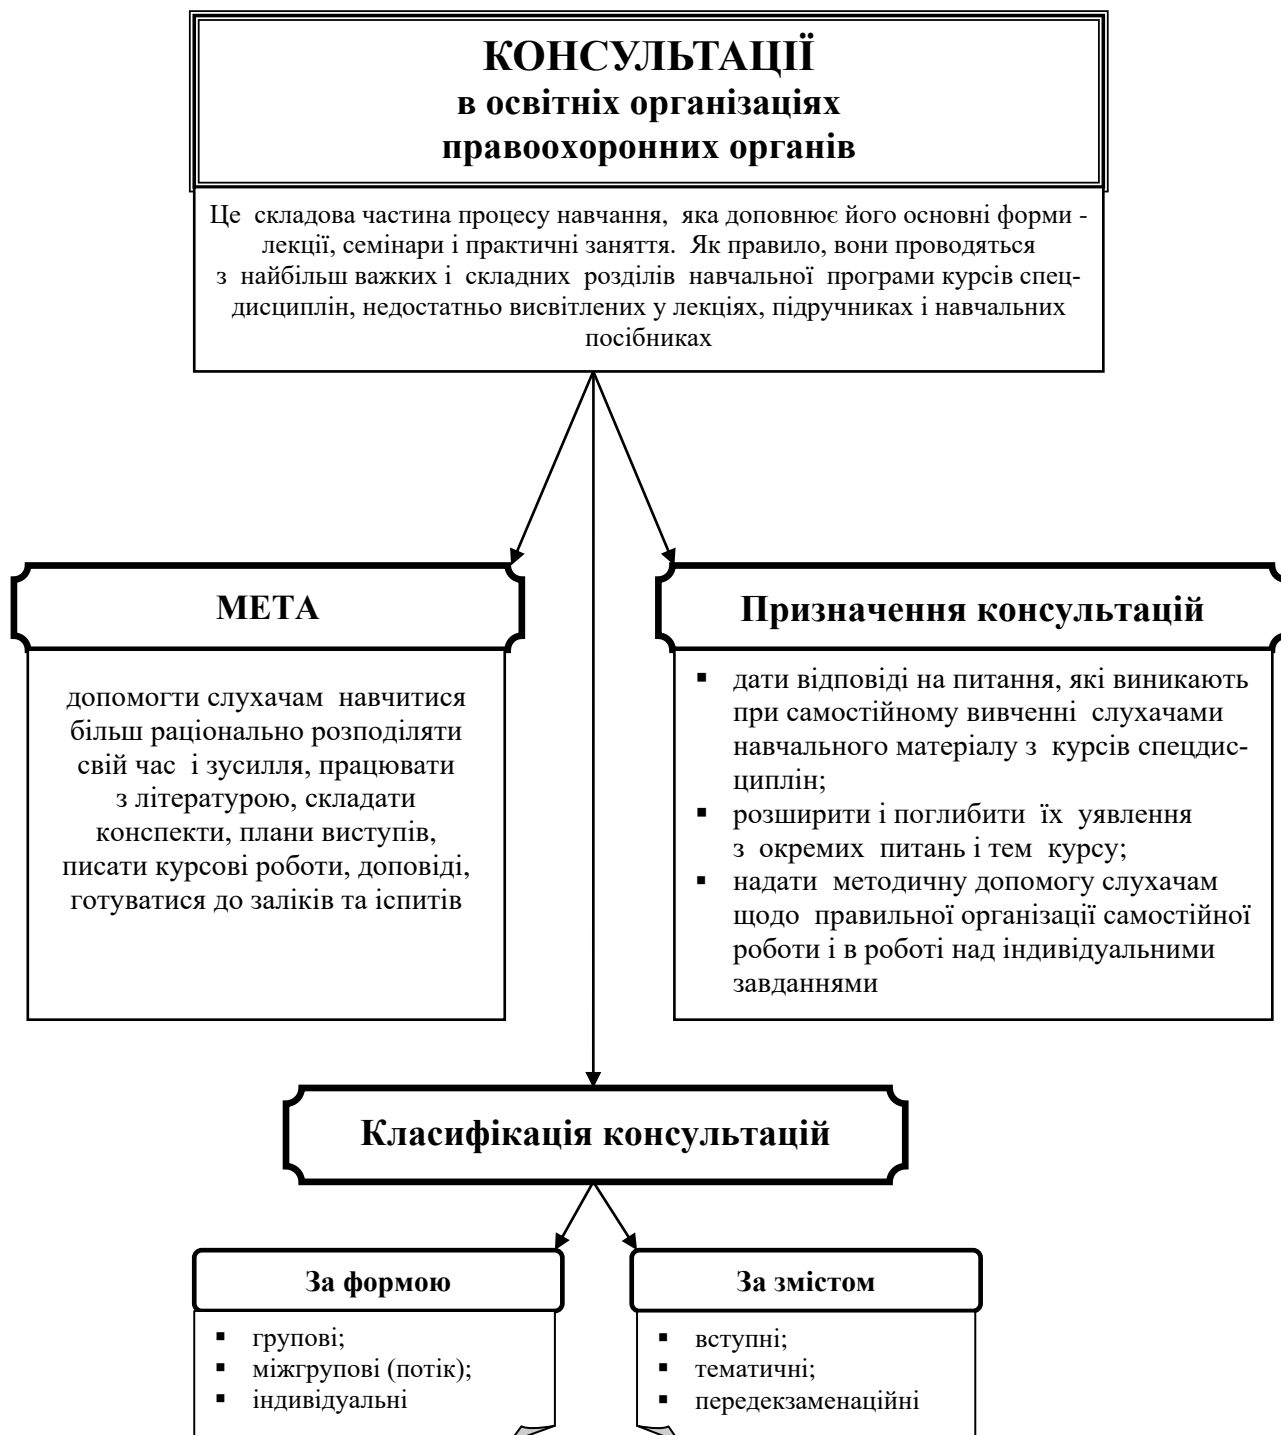 КОНСУЛЬТАЦІЇ
в освітніх організаціях
правоохоронних органів
Це складова частина процесу навчання, яка доповнює його основні форми -
лекції, семінари і практичні заняття. Як правило, вони проводяться
з найбільш важких і складних розділів навчальної програми курсів спец-
дисциплін, недостатньо висвітлених у лекціях, підручниках і навчальних
посібниках
МЕТА
допомогти слухачам навчитися
більш раціонально розподіляти
свій час і зусилля, працювати
з літературою, складати
конспекти, плани виступів,
писати курсові роботи, доповіді,
готуватися до заліків та іспитів
Призначення консультацій
▪ дати відповіді на питання, які виникають
при самостійному вивченні слухачами
навчального матеріалу з курсів спецдис-
циплін;
▪ розширити і поглибити їх уявлення
з окремих питань і тем курсу;
▪ надати методичну допомогу слухачам
щодо правильної організації самостійної
роботи і в роботі над індивідуальними
завданнями
Класифікація консультацій
За формою
▪ групові;
▪ міжгрупові (потік);
▪ індивідуальні
За змістом
▪ вступні;
▪ тематичні;
▪ передекзаменаційні